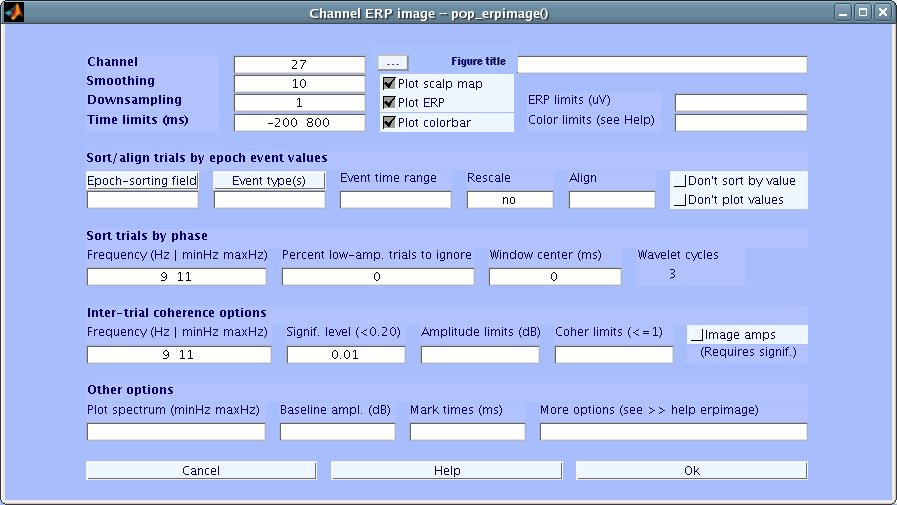 Channel ERP image -- pop_erpimage()
Channel 27 ... Figure title
Smoothing 10 Plot scalp map
Downsampling 1 Plot ERP ERP limits (uV)
Time limits (ms) -200 800 Plot colorbar Color limits (see Help)
Sort/align trials by epoch event values
Epoch-sorting field Event type(s) Event time range Rescale Align Don't sort by value
no Don't plot values
Sort trials by phase
Frequency (Hz | minHz maxHz) Percent low-amp. trials to ignore Window center (ms) Wavelet cycles
9 11 0 0 3
Inter-trial coherence options
Frequency (Hz | minHz maxHz) Signif. level (<0.20) Amplitude limits (dB) Coher limits (<=1) Image amps
9 11 0.01 (Requires signif.)
Other options
Plot spectrum (minHz maxHz) Baseline ampl. (dB) Mark times (ms) More options (see >> help erpimage)
Cancel Help Ok